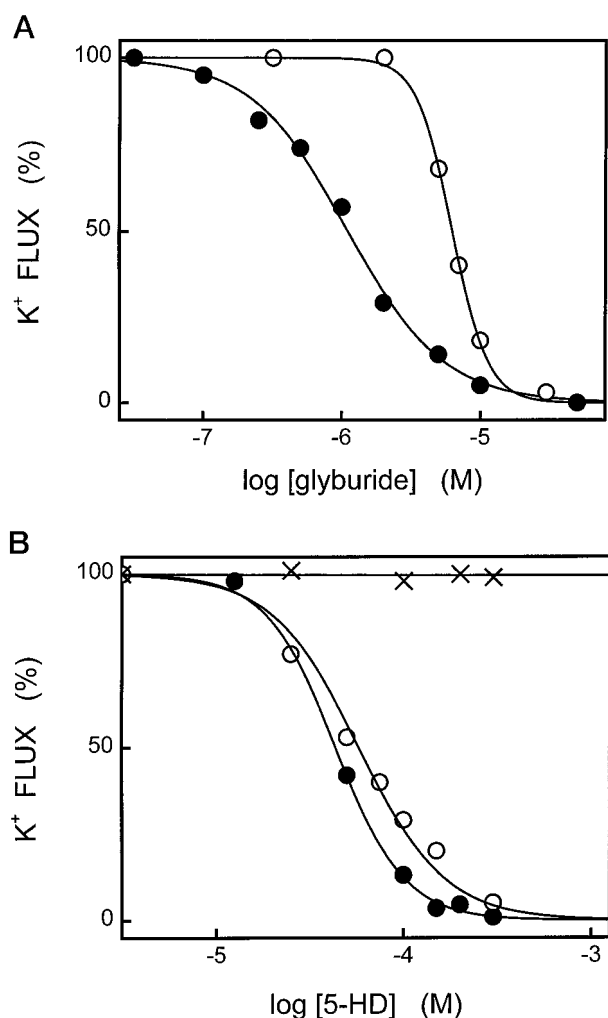 A
100
50
0
K+ FLUX (%)
-7 -6 -5
log [glyburide] (M)
B
100
50
0
K+ FLUX (%)
-5 -4 -3
log [5-HD] (M)